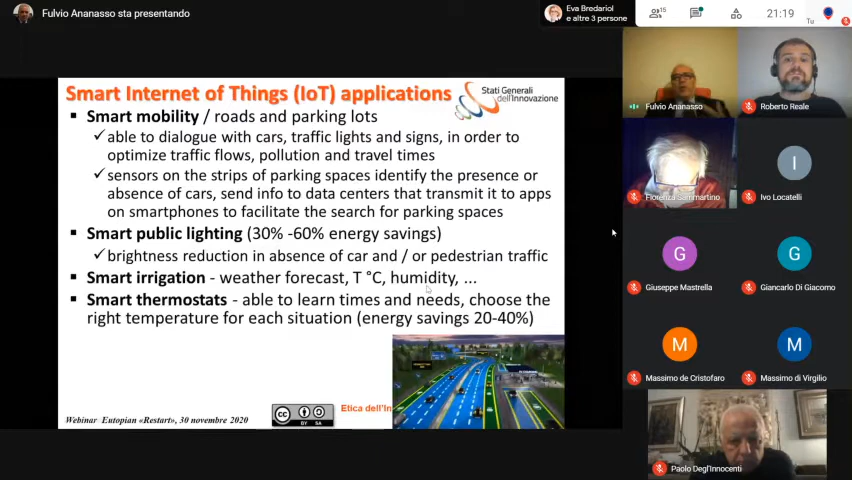 Fulvio Ananasso sta presentando
Eva Bredariol
e altre 3 persone
15
21:19
Tu
Smart Internet of Things (IoT) applications
Stati Generali
dell'Innovazione
▪ Smart mobility / roads and parking lots
✓able to dialogue with cars, traffic lights and signs, in order to
optimize traffic flows, pollution and travel times
✓sensors on the strips of parking spaces identify the presence or
absence of cars, send info to data centers that transmit it to apps
on smartphones to facilitate the search for parking spaces
▪ Smart public lighting (30% -60% energy savings)
✓brightness reduction in absence of car and / or pedestrian traffic
▪ Smart irrigation - weather forecast, T °C, humidity, ...
▪ Smart thermostats - able to learn times and needs, choose the
right temperature for each situation (energy savings 20-40%)
Webinar Eutopian «Restart», 30 novembre 2020
cc
BY SA
Etica dell'In
Fulvio Ananasso
Roberto Reale
Fiorenza Sammartino
I
Ivo Locatelli
G
Giuseppe Mastrella
G
Giancarlo Di Giacomo
M
Massimo de Cristofaro
M
Massimo di Virgilio
Paolo Degl'Innocenti